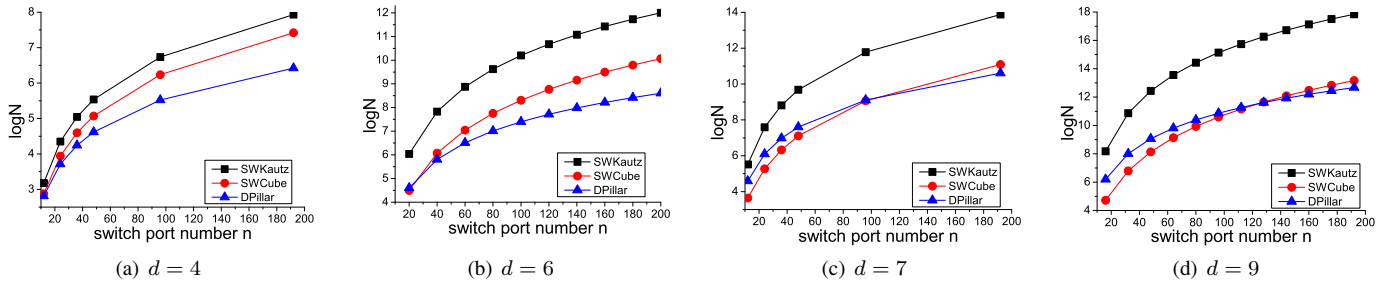 logN
8
7
6
5
4
3
20 40 60 80 100 120 140 160 180 200
switch port number n
SWKautz
SWCube
DPillar
(a) d = 4
logN
12
11
10
9
8
7
6
5
4
20 40 60 80 100 120 140 160 180 200
switch port number n
SWKautz
SWCube
DPillar
(b) d = 6
logN
14
12
10
8
6
4
20 40 60 80 100 120 140 160 180 200
switch port number n
SWKautz
SWCube
DPillar
(c) d = 7
logN
18
16
14
12
10
8
6
4
0 20 40 60 80 100 120 140 160 180 200
switch port number n
SWKautz
SWCube
DPillar
(d) d = 9